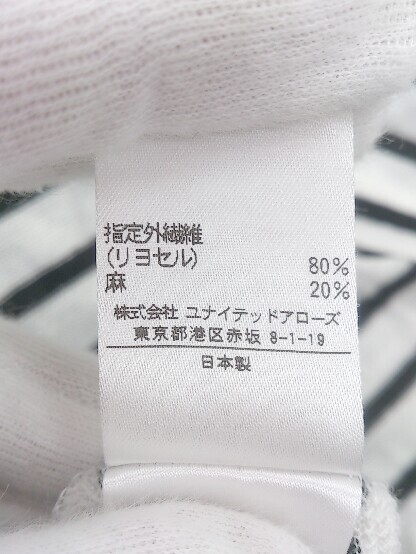 指定外繊維
(リヨセル) 80%
麻 20%
株式会社 ユナイテッドアローズ
東京都港区赤坂 8-1-19
日本製